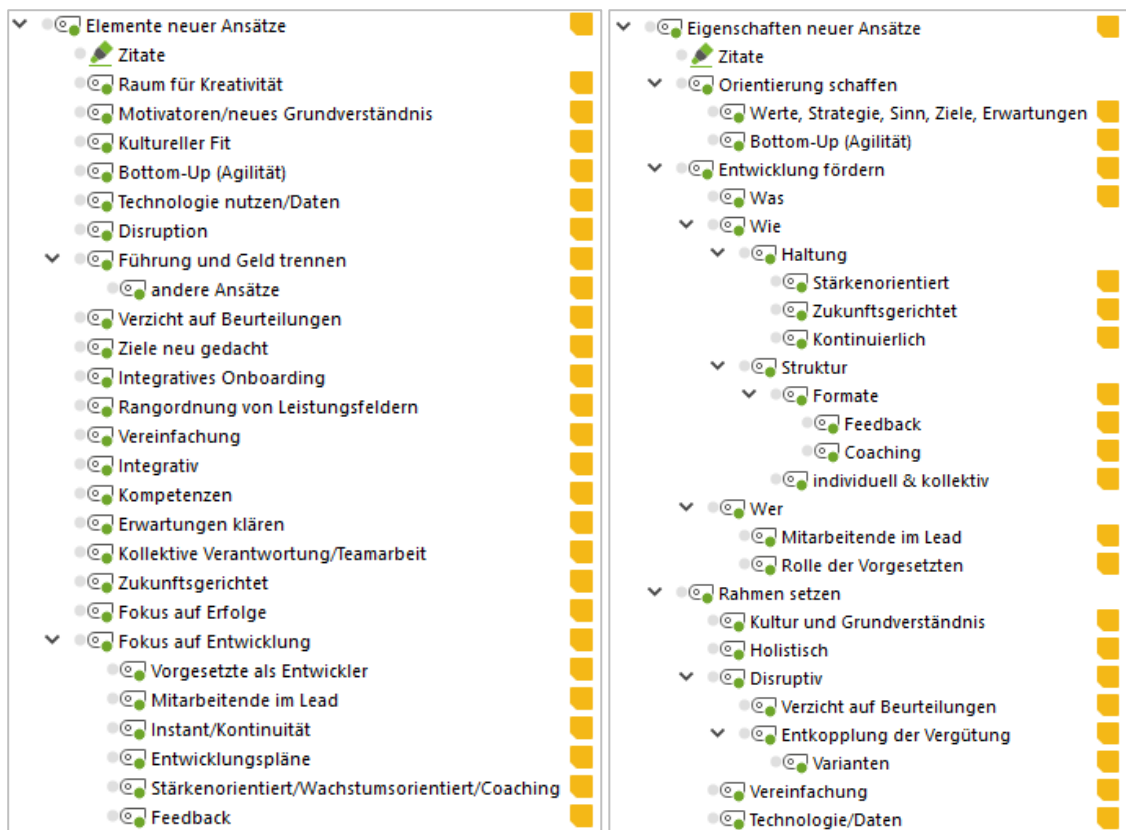 Elemente neuer Ansätze
Zitate
Raum für Kreativität
Motivatoren/neues Grundverständnis
Kultureller Fit
Bottom-Up (Agilität)
Technologie nutzen/Daten
Disruption
Führung und Geld trennen
andere Ansätze
Verzicht auf Beurteilungen
Ziele neu gedacht
Integratives Onboarding
Rangordnung von Leistungsfeldern
Vereinfachung
Integrativ
Kompetenzen
Erwartungen klären
Kollektive Verantwortung/Teamarbeit
Zukunftsgerichtet
Fokus auf Erfolge
Fokus auf Entwicklung
Vorgesetzte als Entwickler
Mitarbeitende im Lead
Instant/Kontinuität
Entwicklungspläne
Stärkenorientiert/Wachstumsorientiert/Coaching
Feedback
Eigenschaften neuer Ansätze
Zitate
Orientierung schaffen
Werte, Strategie, Sinn, Ziele, Erwartungen
Bottom-Up (Agilität)
Entwicklung fördern
Was
Wie
Haltung
Stärkenorientiert
Zukunftsgerichtet
Kontinuierlich
Struktur
Formate
Feedback
Coaching
individuell & kollektiv
Wer
Mitarbeitende im Lead
Rolle der Vorgesetzten
Rahmen setzen
Kultur und Grundverständnis
Holistisch
Disruptiv
Verzicht auf Beurteilungen
Entkopplung der Vergütung
Varianten
Vereinfachung
Technologie/Daten